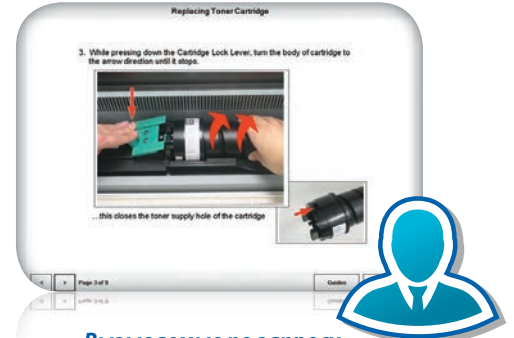 Replacing Toner Cartridge
3. While pressing down the Cartridge Lock Lever, turn the body of cartridge to
the arrow direction until it stops.
...this closes the toner supply hole of the cartridge
< > Page 3 of 9 Guides